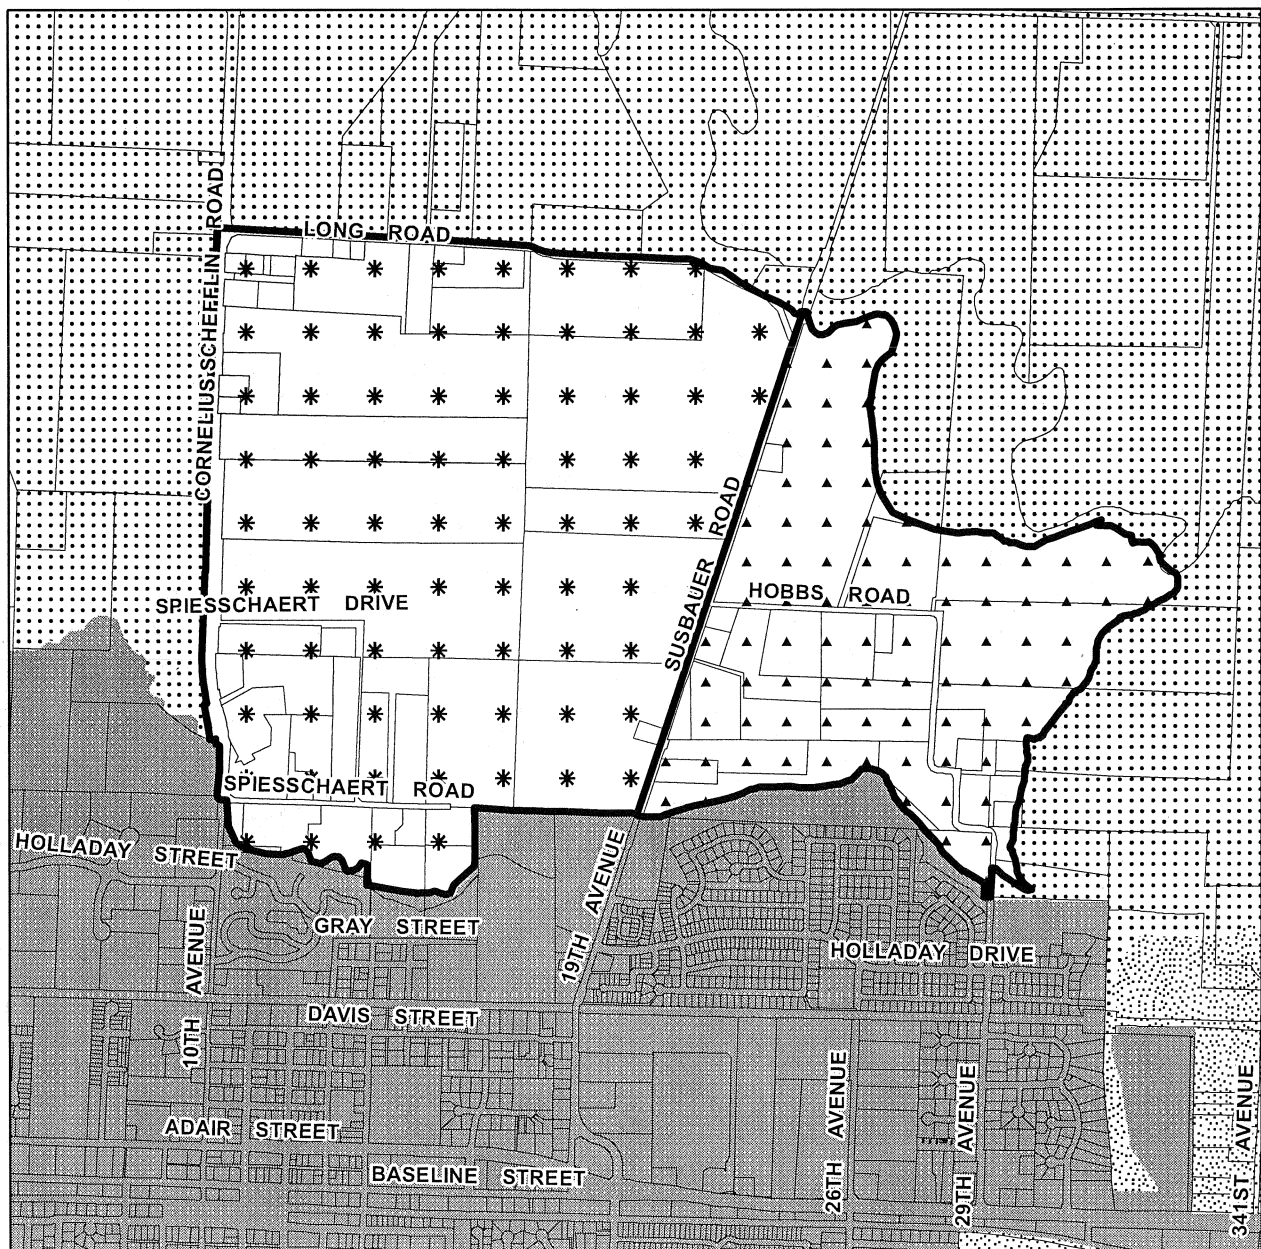 LONG ROAD
CORNELIUS SCHEFFLIN ROAD
SUSBAUER ROAD
HOBBS ROAD
SPIESSCHAERT DRIVE
SPIESSCHAERT ROAD
HOLLADAY STREET
19TH AVENUE
10TH AVENUE
GRAY STREET
HOLLADAY DRIVE
DAVIS STREET
ADAIR STREET
BASELINE STREET
26TH AVENUE
29TH AVENUE
341ST AVENUE